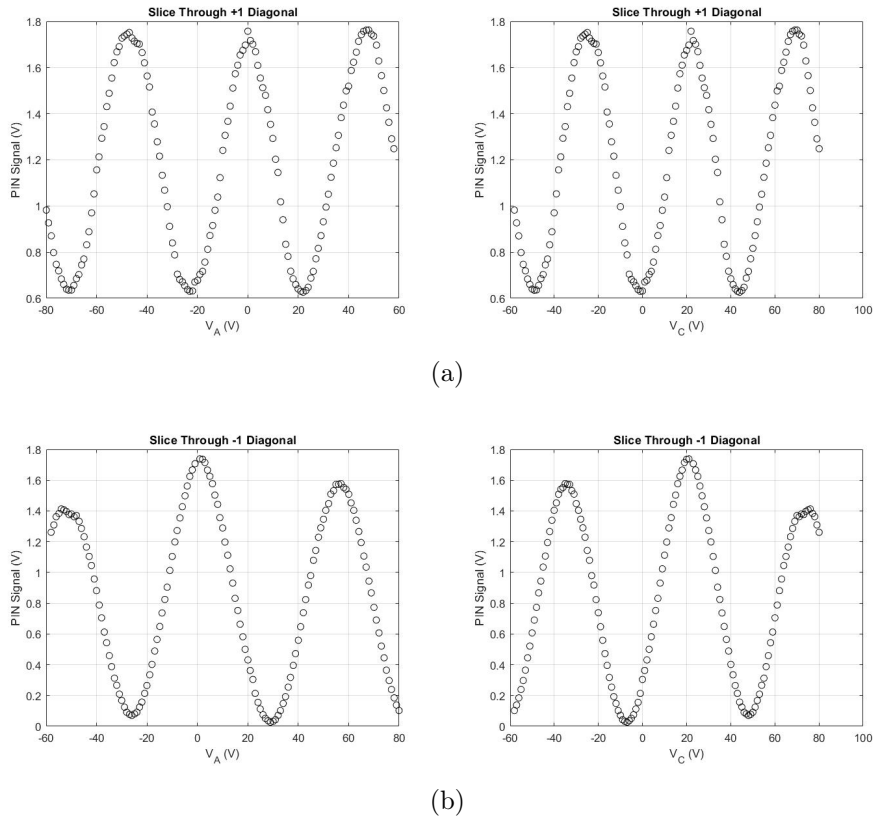 Slice Through +1 Diagonal
1.8
1.6
1.4
1.2
1
0.8
0.6
PIN Signal (V)
-80 -60 -40 -20 0 20 40 60
V_A (V)
Slice Through +1 Diagonal
1.8
1.6
1.4
1.2
1
0.8
0.6
PIN Signal (V)
-60 -40 -20 0 20 40 60 80 100
V_C (V)
(a)
Slice Through -1 Diagonal
1.8
1.6
1.4
1.2
1
0.8
0.6
0.4
0.2
0
PIN Signal (V)
-60 -40 -20 0 20 40 60 80
V_A (V)
Slice Through -1 Diagonal
1.8
1.6
1.4
1.2
1
0.8
0.6
0.4
0.2
0
PIN Signal (V)
-60 -40 -20 0 20 40 60 80 100
V_C (V)
(b)